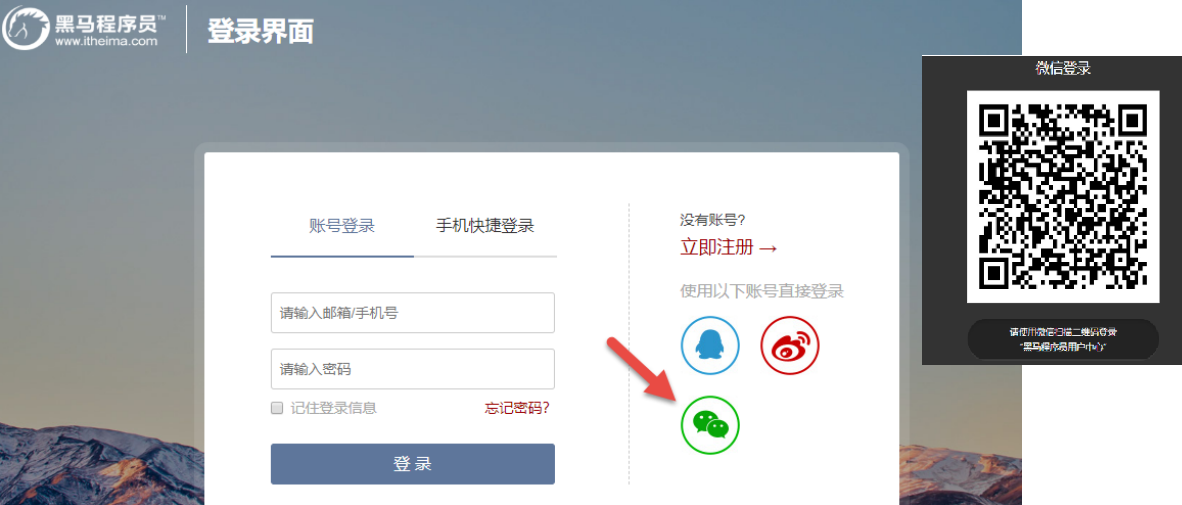 黑马程序员™
www.itheima.com
登录界面
账号登录
手机快捷登录
请输入邮箱/手机号
请输入密码
记住登录信息
忘记密码?
登录
没有账号?
立即注册 →
使用以下账号直接登录
微信登录
请使用微信扫描二维码登录
“黑马程序员用户中心”